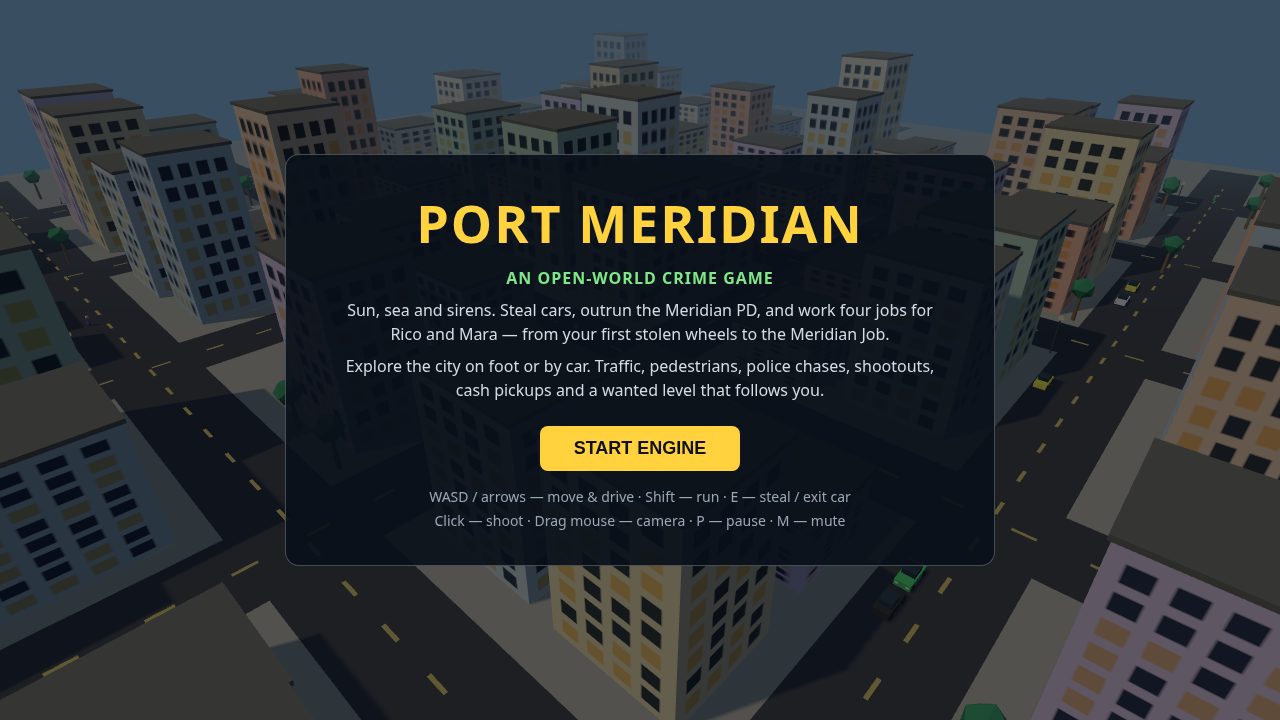 PORT MERIDIAN
AN OPEN-WORLD CRIME GAME
Sun, sea and sirens. Steal cars, outrun the Meridian PD, and work four jobs for
Rico and Mara — from your first stolen wheels to the Meridian Job.
Explore the city on foot or by car. Traffic, pedestrians, police chases, shootouts,
cash pickups and a wanted level that follows you.
START ENGINE
WASD / arrows — move & drive · Shift — run · E — steal / exit car
Click — shoot · Drag mouse — camera · P — pause · M — mute